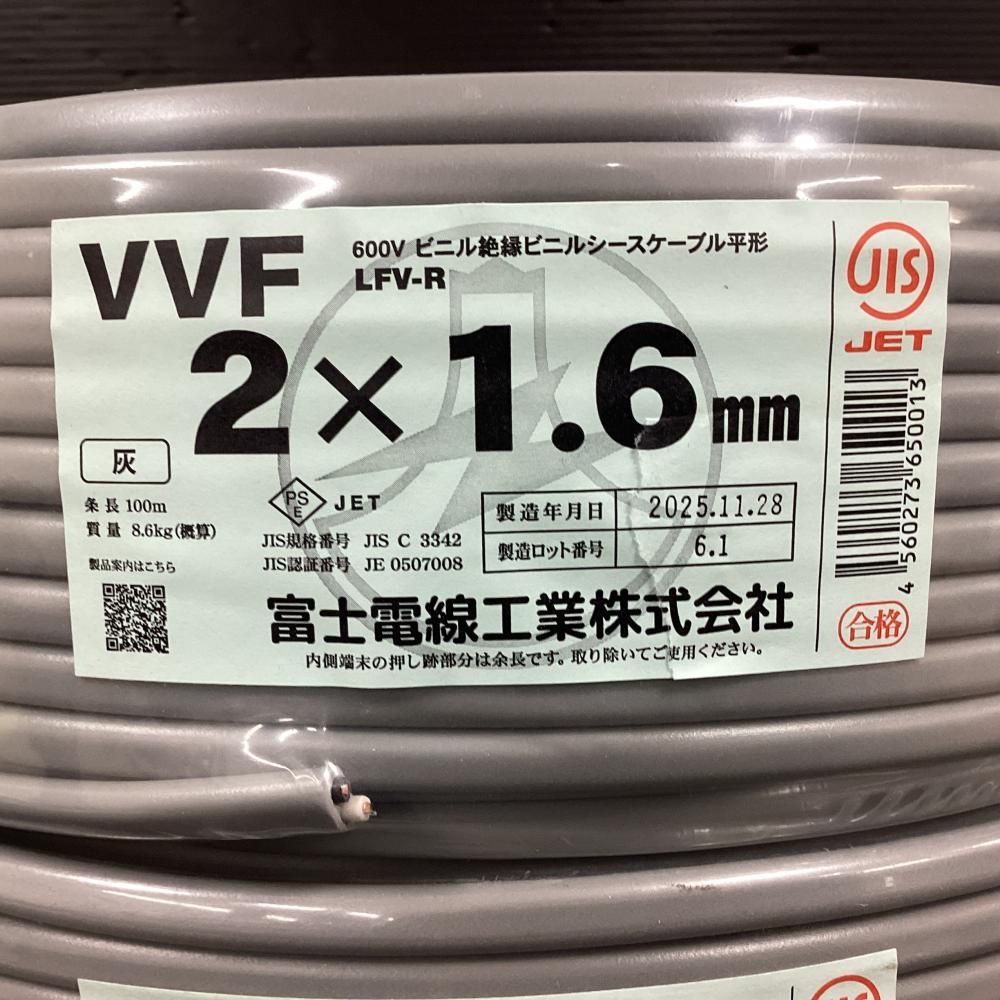 VVF
600V ビニル絶縁ビニルシースケーブル平形
LFV-R
2×1.6mm
灰
条長 100m
質量 8.6kg(概算)
製品案内はこちら
PS
E
JET
JIS規格番号 JIS C 3342
JIS認証番号 JE 0507008
製造年月日 2025.11.28
製造ロット番号 6.1
富士電線工業株式会社
内側端末の押し跡部分は余長です。取り除いてご使用ください。
JIS
JET
4 560273 650013
合格